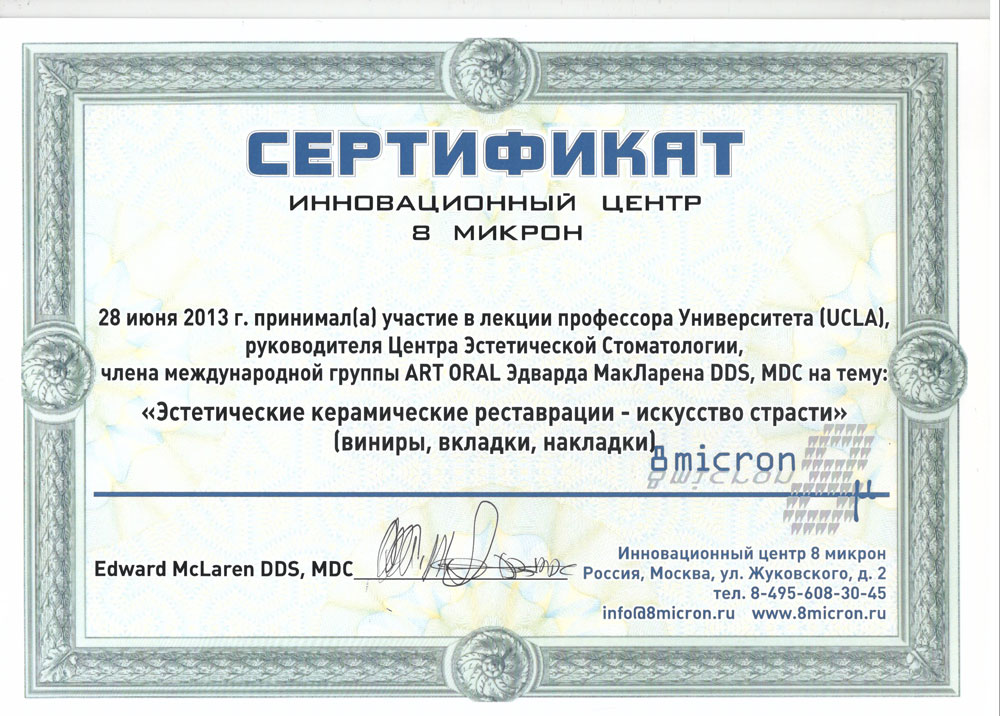 СЕРТИФИКАТ
ИННОВАЦИОННЫЙ ЦЕНТР
8 МИКРОН
28 июня 2013 г. принимал(а) участие в лекции профессора Университета (UCLA),
руководителя Центра Эстетической Стоматологии,
члена международной группы ART ORAL Эдварда МакЛарена DDS, MDC на тему:
«Эстетические керамические реставрации - искусство страсти»
(виниры, вкладки, накладки)
8micron
8μ
Edward McLaren DDS, MDC
Инновационный центр 8 микрон
Россия, Москва, ул. Жуковского, д. 2
тел. 8-495-608-30-45
info@8micron.ru www.8micron.ru